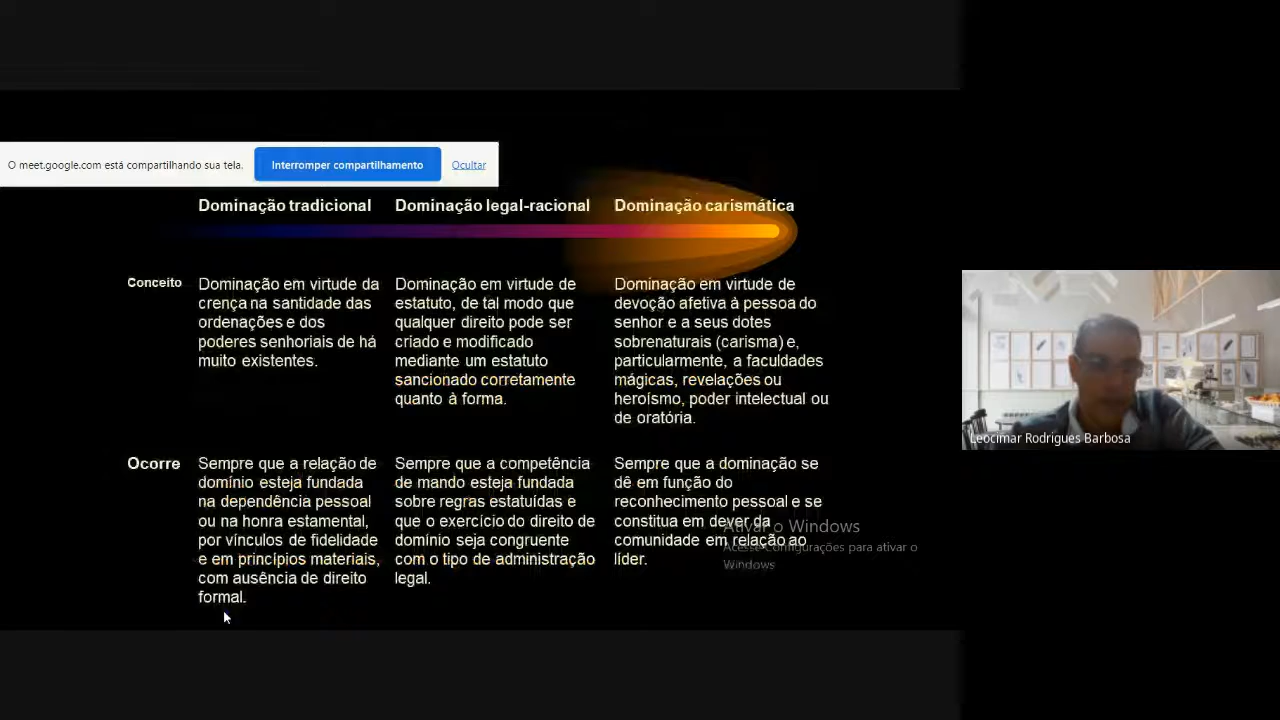 O meet.google.com está compartilhando sua tela. Interromper compartilhamento Ocultar
Dominação tradicional Dominação legal-racional Dominação carismática
Conceito
Dominação em virtude da
crença na santidade das
ordenações e dos
poderes senhoriais de há
muito existentes.
Dominação em virtude de
estatuto, de tal modo que
qualquer direito pode ser
criado e modificado
mediante um estatuto
sancionado corretamente
quanto à forma.
Dominação em virtude de
devoção afetiva à pessoa do
senhor e a seus dotes
sobrenaturais (carisma) e,
particularmente, a faculdades
mágicas, revelações ou
heroísmo, poder intelectual ou
de oratória.
Ocorre
Sempre que a relação de
domínio esteja fundada
na dependência pessoal
ou na honra estamental,
por vínculos de fidelidade
e em princípios materiais,
com ausência de direito
formal.
Sempre que a competência
de mando esteja fundada
sobre regras estatuídas e
que o exercício do direito de
domínio seja congruente
com o tipo de administração
legal.
Sempre que a dominação se
dê em função do
reconhecimento pessoal e se
constitua em dever da
comunidade em relação ao
líder.
Ativar o Windows
Acesse Configurações para ativar o
Windows
Leocimar Rodrigues Barbosa